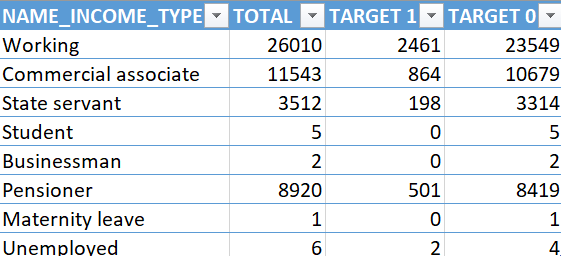 NAME_INCOME_TYPE TOTAL TARGET 1 TARGET 0
Working 26010 2461 23549
Commercial associate 11543 864 10679
State servant 3512 198 3314
Student 5 0 5
Businessman 2 0 2
Pensioner 8920 501 8419
Maternity leave 1 0 1
Unemployed 6 2 4